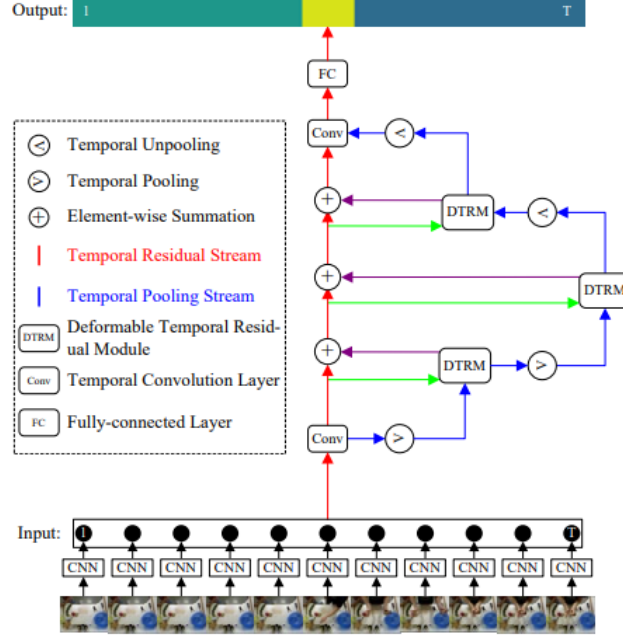 Output:
1
T
FC
Conv
<
+
DTRM
<
+
DTRM
+
DTRM
>
Conv
>
< Temporal Unpooling
> Temporal Pooling
+ Element-wise Summation
Temporal Residual Stream
Temporal Pooling Stream
DTRM Deformable Temporal Resid-
ual Module
Conv Temporal Convolution Layer
FC Fully-connected Layer
Input:
1
T
CNN CNN CNN CNN CNN CNN CNN CNN CNN CNN CNN